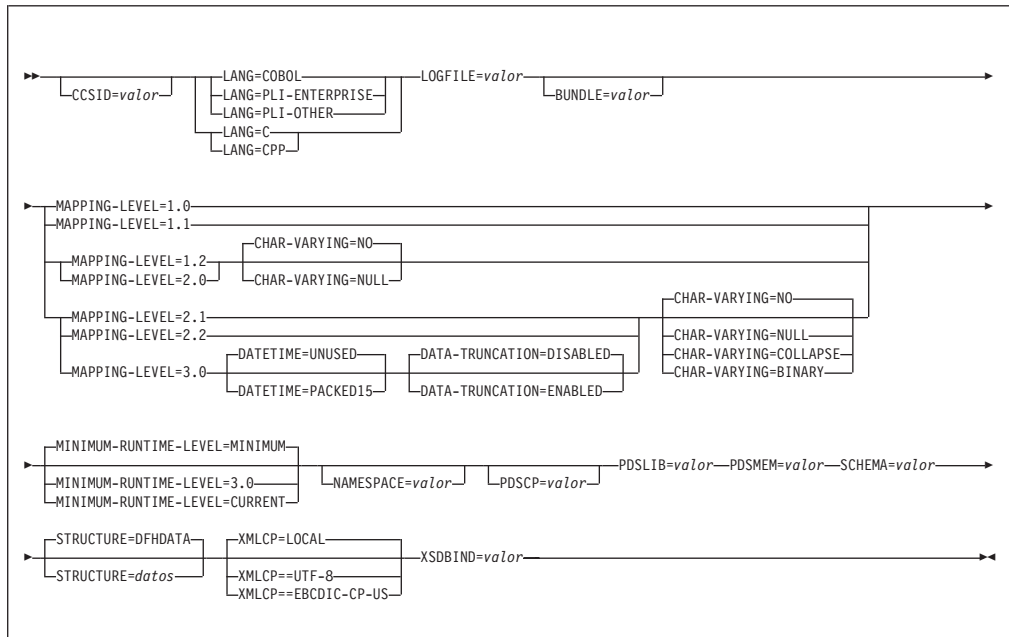 LANG=COBOL LOGFILE=valor
CCSID=valor LANG=PLI-ENTERPRISE BUNDLE=valor
LANG=PLI-OTHER
LANG=C
LANG=CPP
MAPPING-LEVEL=1.0
MAPPING-LEVEL=1.1
CHAR-VARYING=NO
MAPPING-LEVEL=1.2
MAPPING-LEVEL=2.0 CHAR-VARYING=NULL
CHAR-VARYING=NO
MAPPING-LEVEL=2.1
MAPPING-LEVEL=2.2 CHAR-VARYING=NULL
DATETIME=UNUSED DATA-TRUNCATION=DISABLED CHAR-VARYING=COLLAPSE
MAPPING-LEVEL=3.0 CHAR-VARYING=BINARY
DATETIME=PACKED15 DATA-TRUNCATION=ENABLED
MINIMUM-RUNTIME-LEVEL=MINIMUM
PDSLIB=valor PDSMEM=valor SCHEMA=valor
MINIMUM-RUNTIME-LEVEL=3.0 NAMESPACE=valor PDSCP=valor
MINIMUM-RUNTIME-LEVEL=CURRENT
STRUCTURE=DFHDATA XMLCP=LOCAL
XSDBIND=valor
STRUCTURE=datos XMLCP==UTF-8
XMLCP==EBCDIC-CP-US